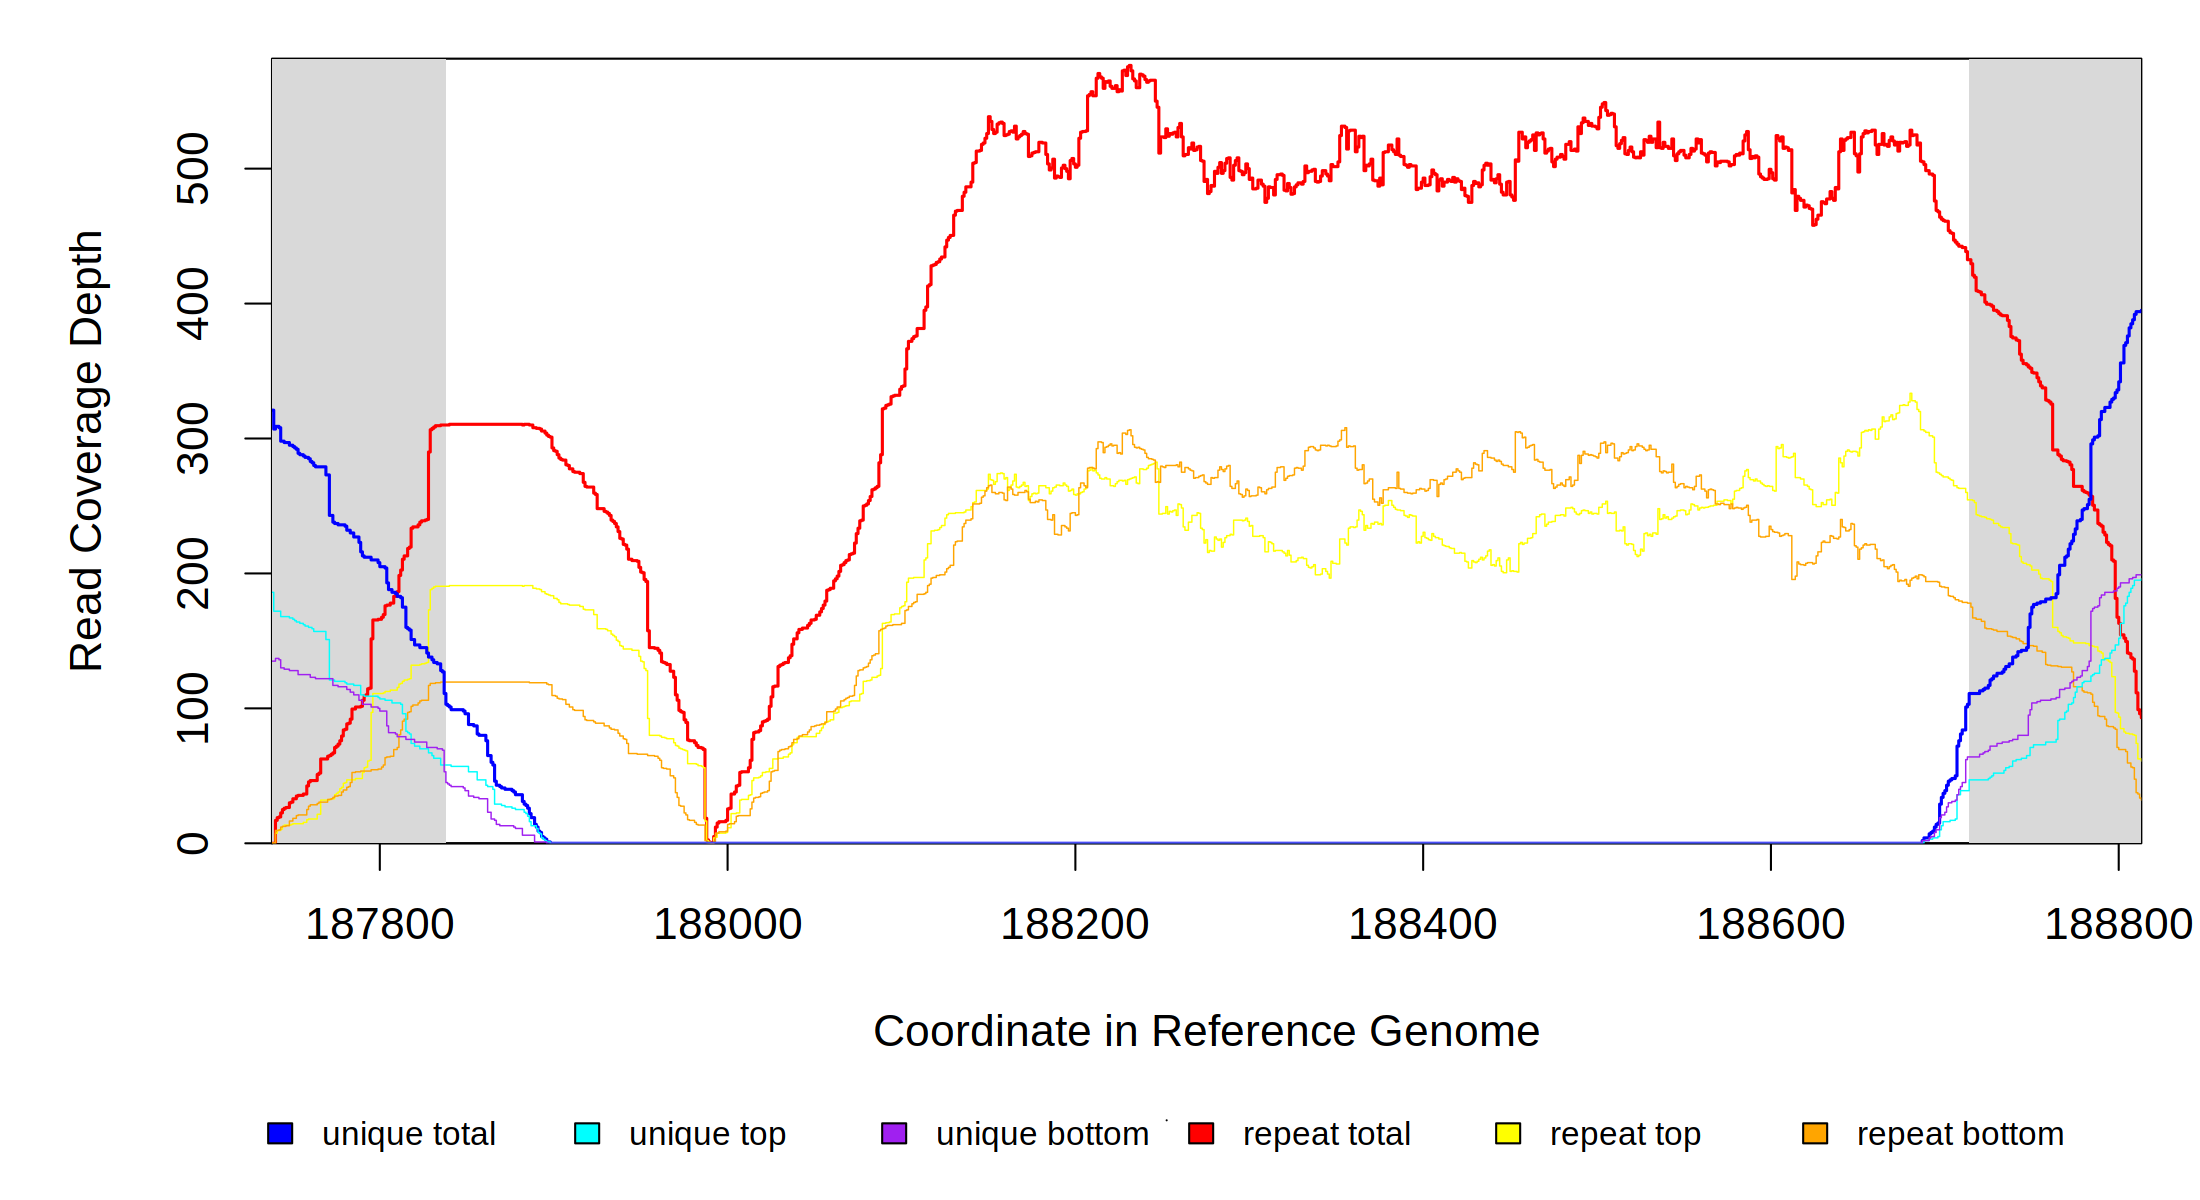 Read Coverage Depth
500
400
300
200
100
0
187800 188000 188200 188400 188600 188800
Coordinate in Reference Genome
unique total unique top unique bottom repeat total repeat top repeat bottom